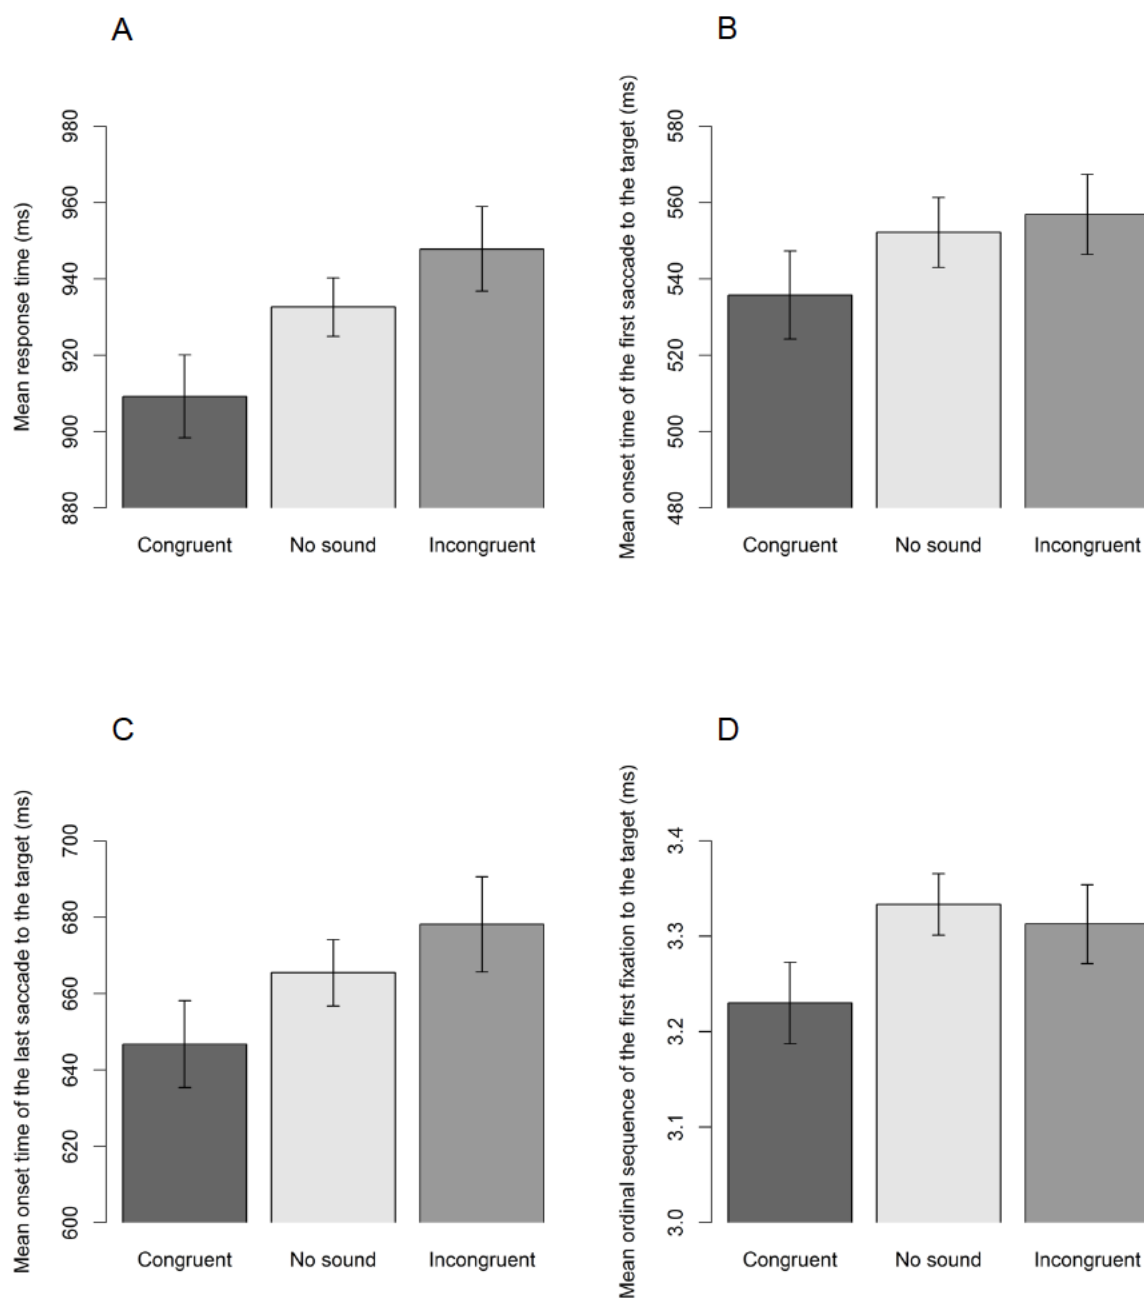 A
Mean response time (ms)
980
960
940
920
900
880
Congruent
No sound
Incongruent
B
Mean onset time of the first saccade to the target (ms)
580
560
540
520
500
480
Congruent
No sound
Incongruent
C
Mean onset time of the last saccade to the target (ms)
700
680
660
640
620
600
Congruent
No sound
Incongruent
D
Mean ordinal sequence of the first fixation to the target (ms)
3.4
3.3
3.2
3.1
3.0
Congruent
No sound
Incongruent